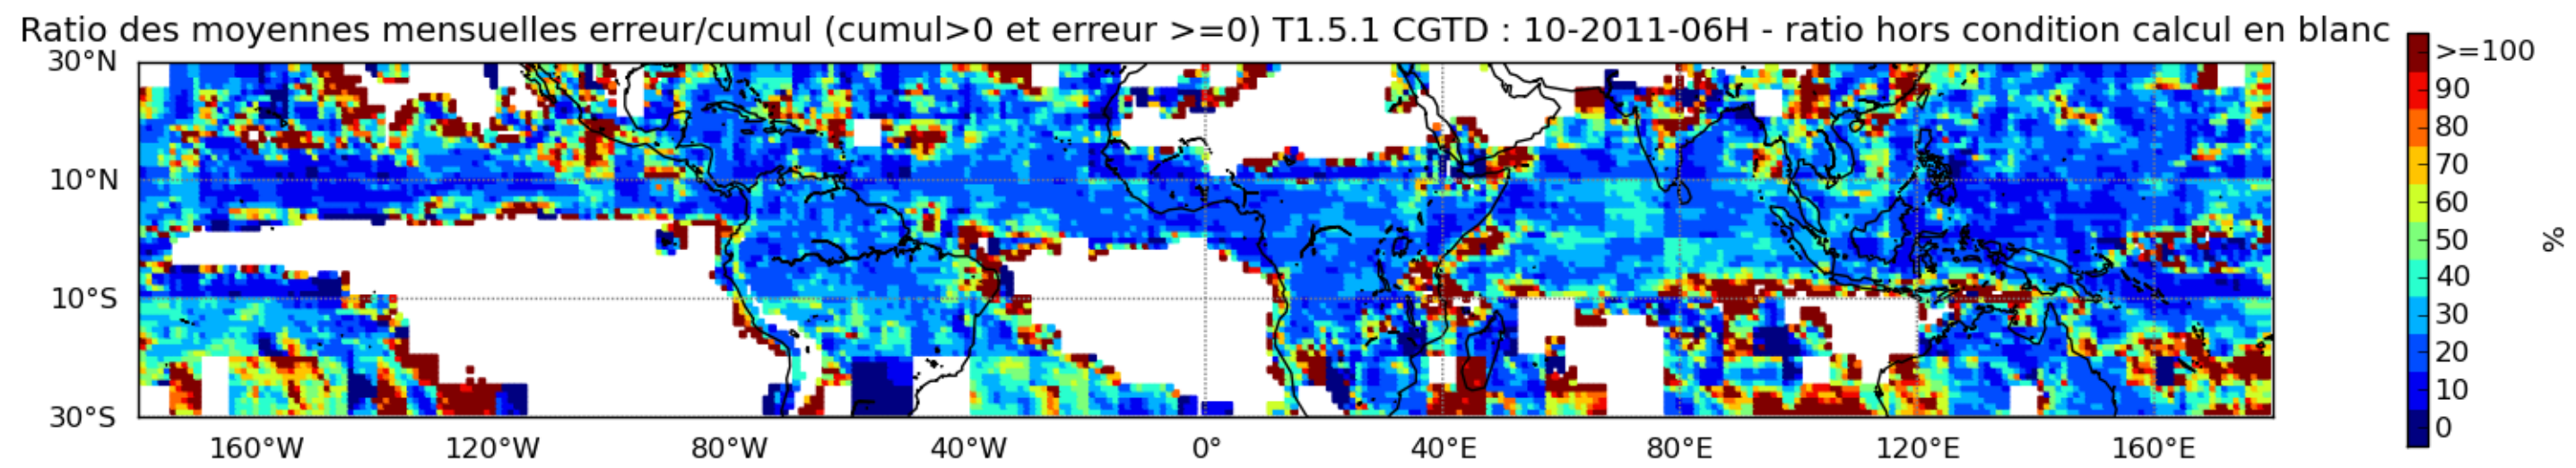 Ratio des moyennes mensuelles erreur/cumul (cumul>0 et erreur >=0) T1.5.1 CGTD : 10-2011-06H - ratio hors condition calcul en blanc
30°N
10°N
10°S
30°S
160°W 120°W 80°W 40°W 0° 40°E 80°E 120°E 160°E
>=100
90
80
70
60
50
40
30
20
10
0
%